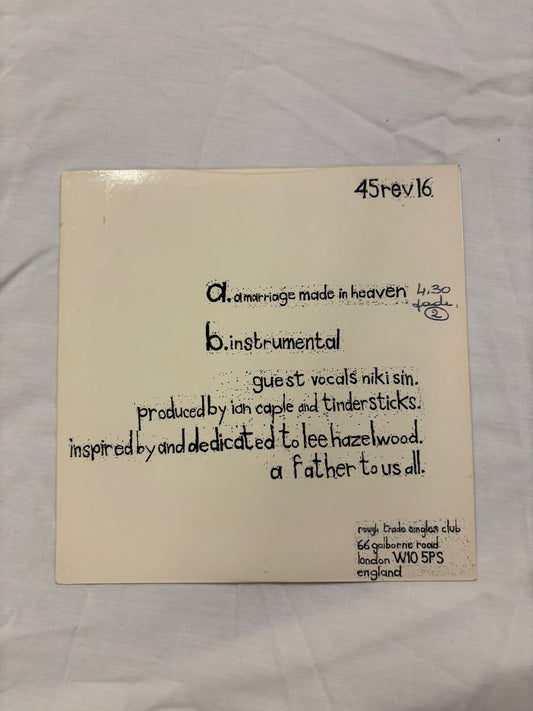 45rev.16.
a. a marriage made in heaven 4.30
fade.
2
b. instrumental
guest vocals niki sin.
produced by ian caple and tindersticks.
inspired by and dedicated to lee hazelwood.
a father to us all.
rough trade singles club
66 golborne road
london W10 5PS
england